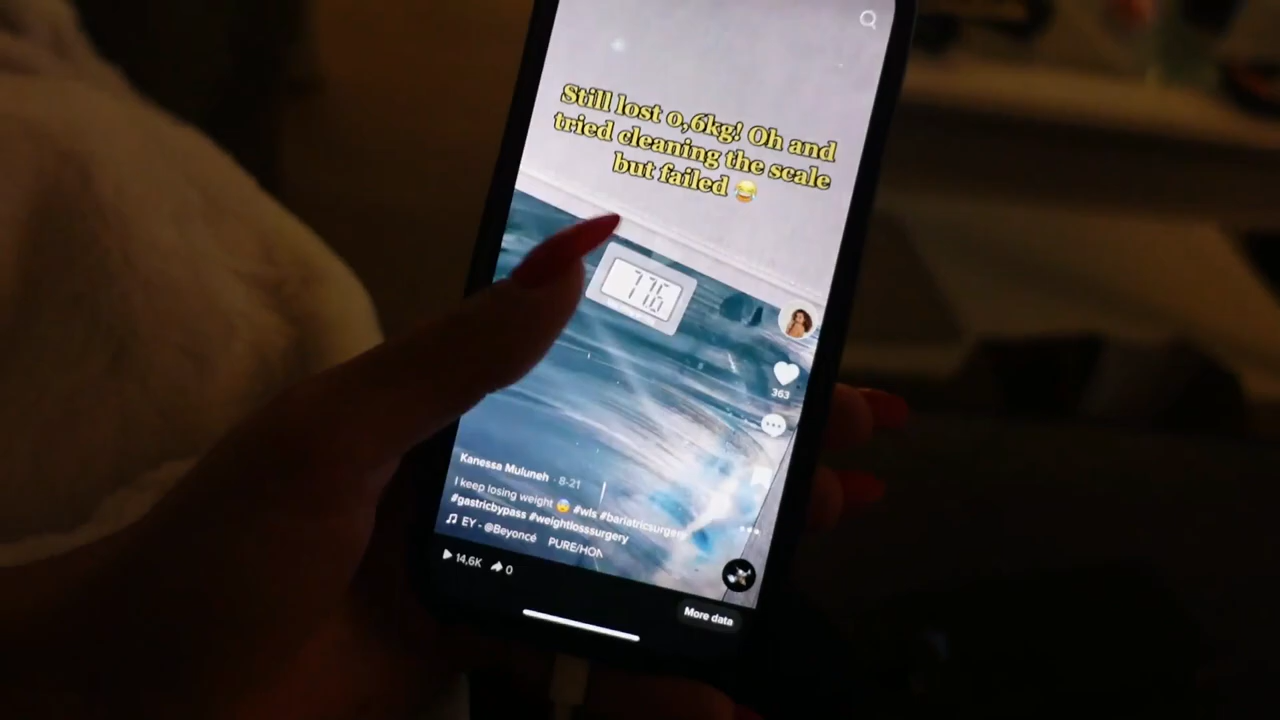 Still lost 0,6kg! Oh and
tried cleaning the scale
but failed 😂
77.6
363
Kanessa Muluneh · 8-21
I keep losing weight 😨 #wls #bariatricsurgery
#gastricbypass #weightlosssurgery
EY - @Beyoncé PURE/HON
14,6K 0
More data